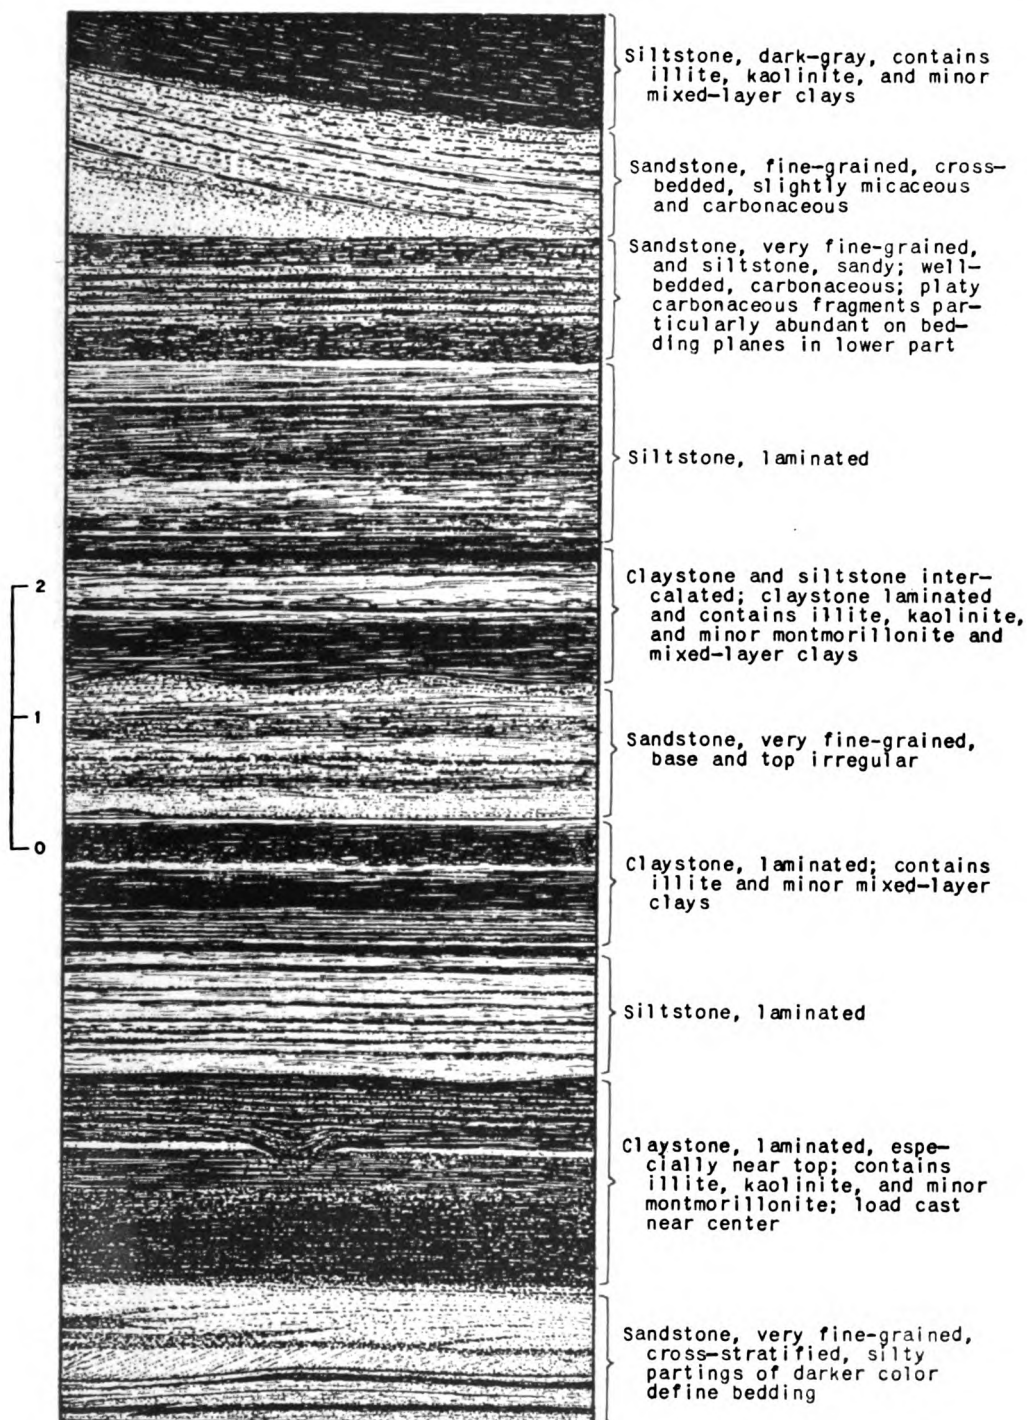 Siltstone, dark-gray, contains
illite, kaolinite, and minor
mixed-layer clays
Sandstone, fine-grained, cross-
bedded, slightly micaceous
and carbonaceous
Sandstone, very fine-grained,
and siltstone, sandy; well-
bedded, carbonaceous; platy
carbonaceous fragments par-
ticularly abundant on bed-
ding planes in lower part
Siltstone, laminated
2
Claystone and siltstone inter-
calated; claystone laminated
and contains illite, kaolinite,
and minor montmorillonite and
mixed-layer clays
1
Sandstone, very fine-grained,
base and top irregular
0
Claystone, laminated; contains
illite and minor mixed-layer
clays
Siltstone, laminated
Claystone, laminated, espe-
cially near top; contains
illite, kaolinite, and minor
montmorillonite; load cast
near center
Sandstone, very fine-grained,
cross-stratified, silty
partings of darker color
define bedding